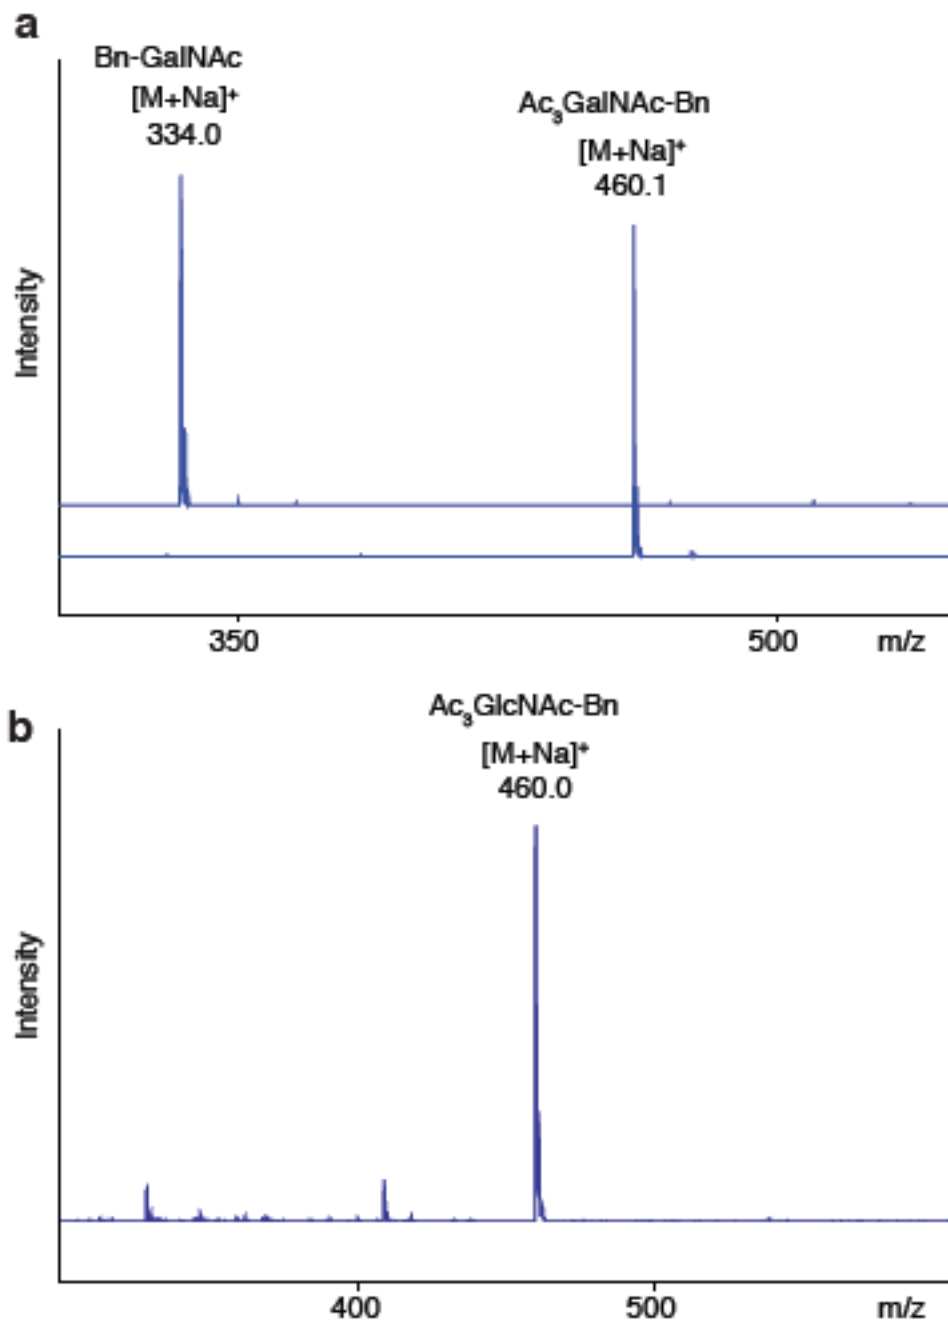 a
Bn-GalNAc
[M+Na]⁺
334.0
Ac₃GalNAc-Bn
[M+Na]⁺
460.1
Intensity
350
500
m/z
b
Ac₃GlcNAc-Bn
[M+Na]⁺
460.0
Intensity
400
500
m/z